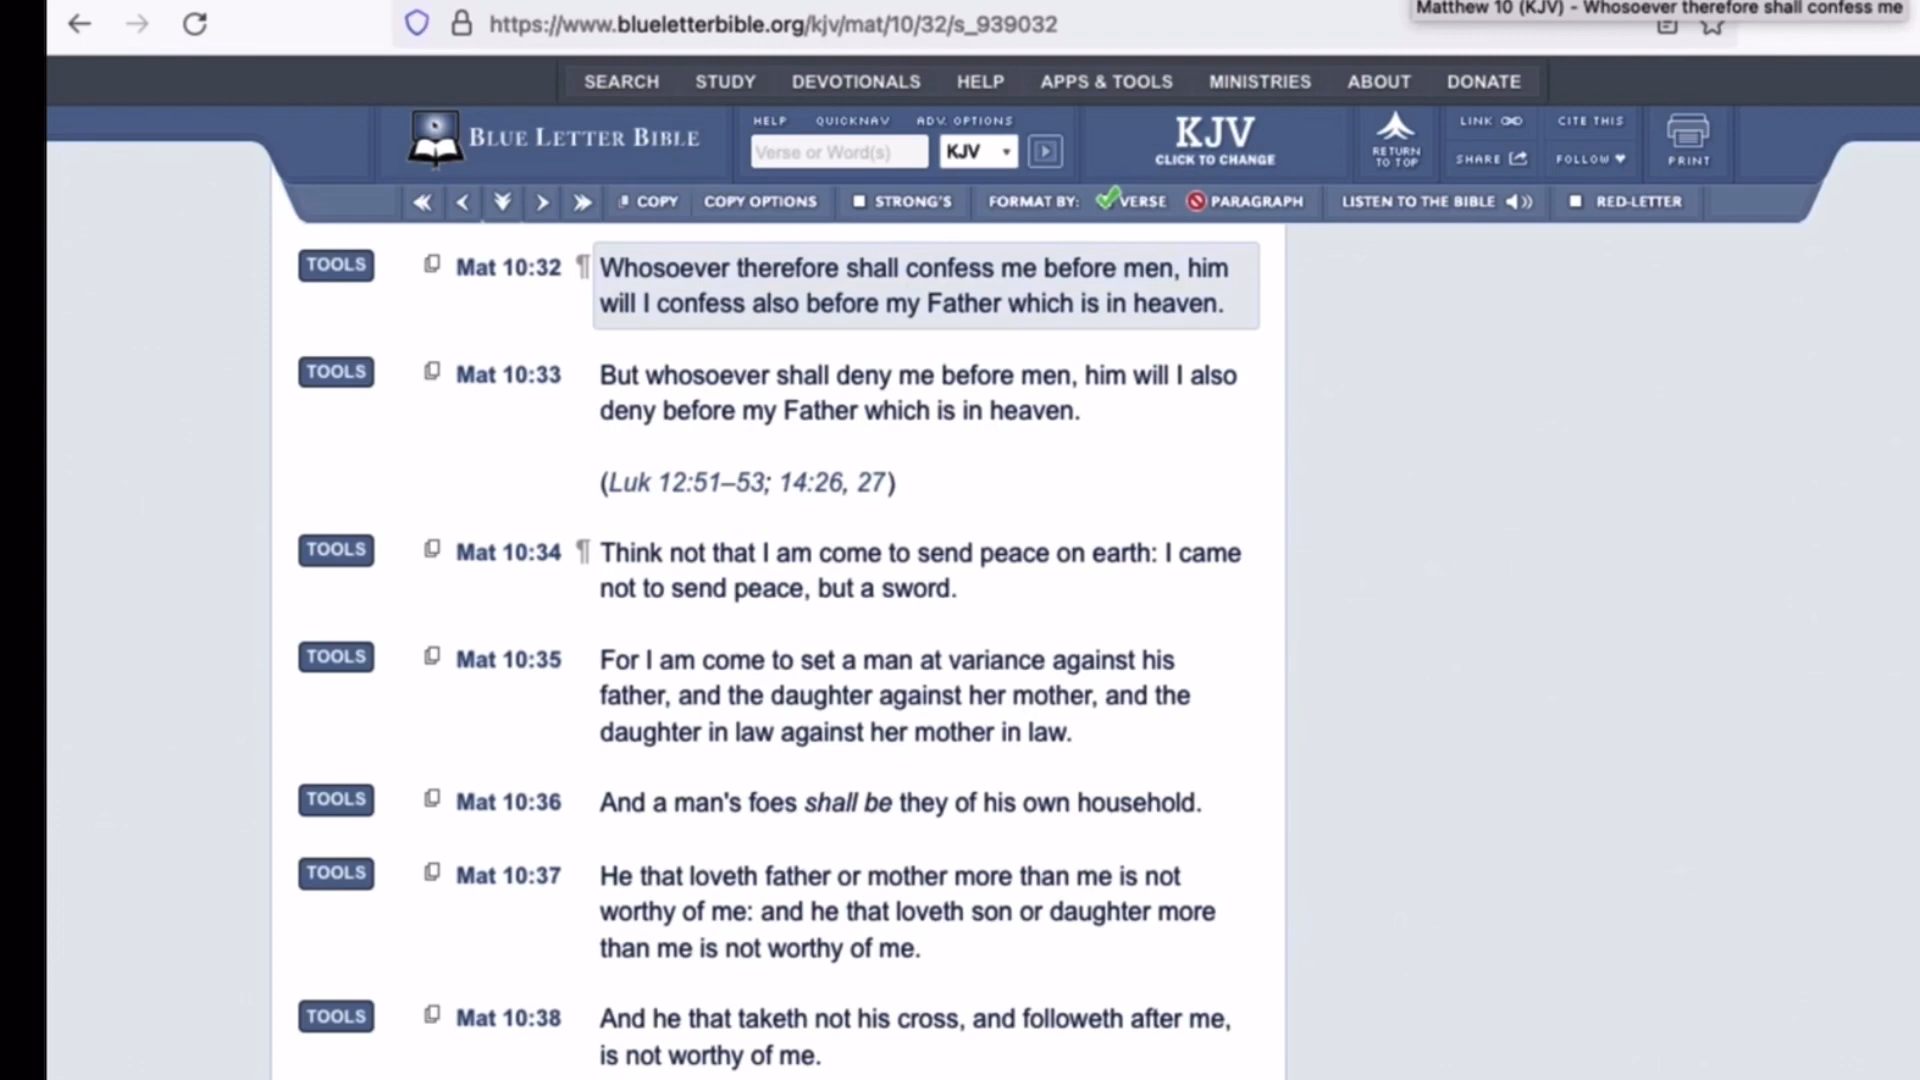 Matthew 10 (KJV) - Whosoever therefore shall confess me
https://www.blueletterbible.org/kjv/mat/10/32/s_939032
SEARCH STUDY DEVOTIONALS HELP APPS & TOOLS MINISTRIES ABOUT DONATE
BLUE LETTER BIBLE
HELP QUICKNAV ADV. OPTIONS
Verse or Word(s) KJV
KJV
CLICK TO CHANGE
RETURN
TO TOP
LINK CITE THIS
SHARE FOLLOW
PRINT
COPY COPY OPTIONS STRONG'S FORMAT BY: VERSE PARAGRAPH LISTEN TO THE BIBLE RED-LETTER
TOOLS Mat 10:32 ¶ Whosoever therefore shall confess me before men, him
will I confess also before my Father which is in heaven.
TOOLS Mat 10:33 But whosoever shall deny me before men, him will I also
deny before my Father which is in heaven.
(Luk 12:51–53; 14:26, 27)
TOOLS Mat 10:34 ¶ Think not that I am come to send peace on earth: I came
not to send peace, but a sword.
TOOLS Mat 10:35 For I am come to set a man at variance against his
father, and the daughter against her mother, and the
daughter in law against her mother in law.
TOOLS Mat 10:36 And a man's foes shall be they of his own household.
TOOLS Mat 10:37 He that loveth father or mother more than me is not
worthy of me: and he that loveth son or daughter more
than me is not worthy of me.
TOOLS Mat 10:38 And he that taketh not his cross, and followeth after me,
is not worthy of me.